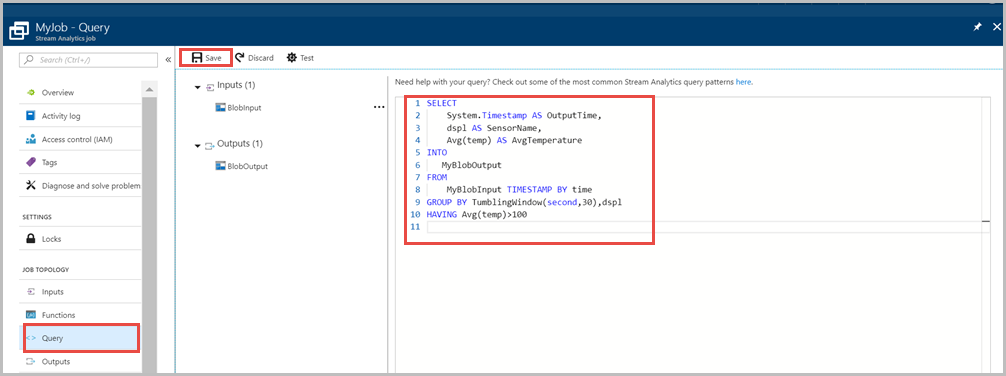 MyJob - Query
Stream Analytics job
Search (Ctrl+/)
«
Overview
Activity log
Access control (IAM)
Tags
Diagnose and solve problem
SETTINGS
Locks
JOB TOPOLOGY
Inputs
Functions
<> Query
Outputs
Save Discard Test
Inputs (1)
BlobInput ...
Outputs (1)
BlobOutput
Need help with your query? Check out some of the most common Stream Analytics query patterns here.
1 SELECT
2 System.Timestamp AS OutputTime,
3 dspl AS SensorName,
4 Avg(temp) AS AvgTemperature
5 INTO
6 MyBlobOutput
7 FROM
8 MyBlobInput TIMESTAMP BY time
9 GROUP BY TumblingWindow(second,30),dspl
10 HAVING Avg(temp)>100
11